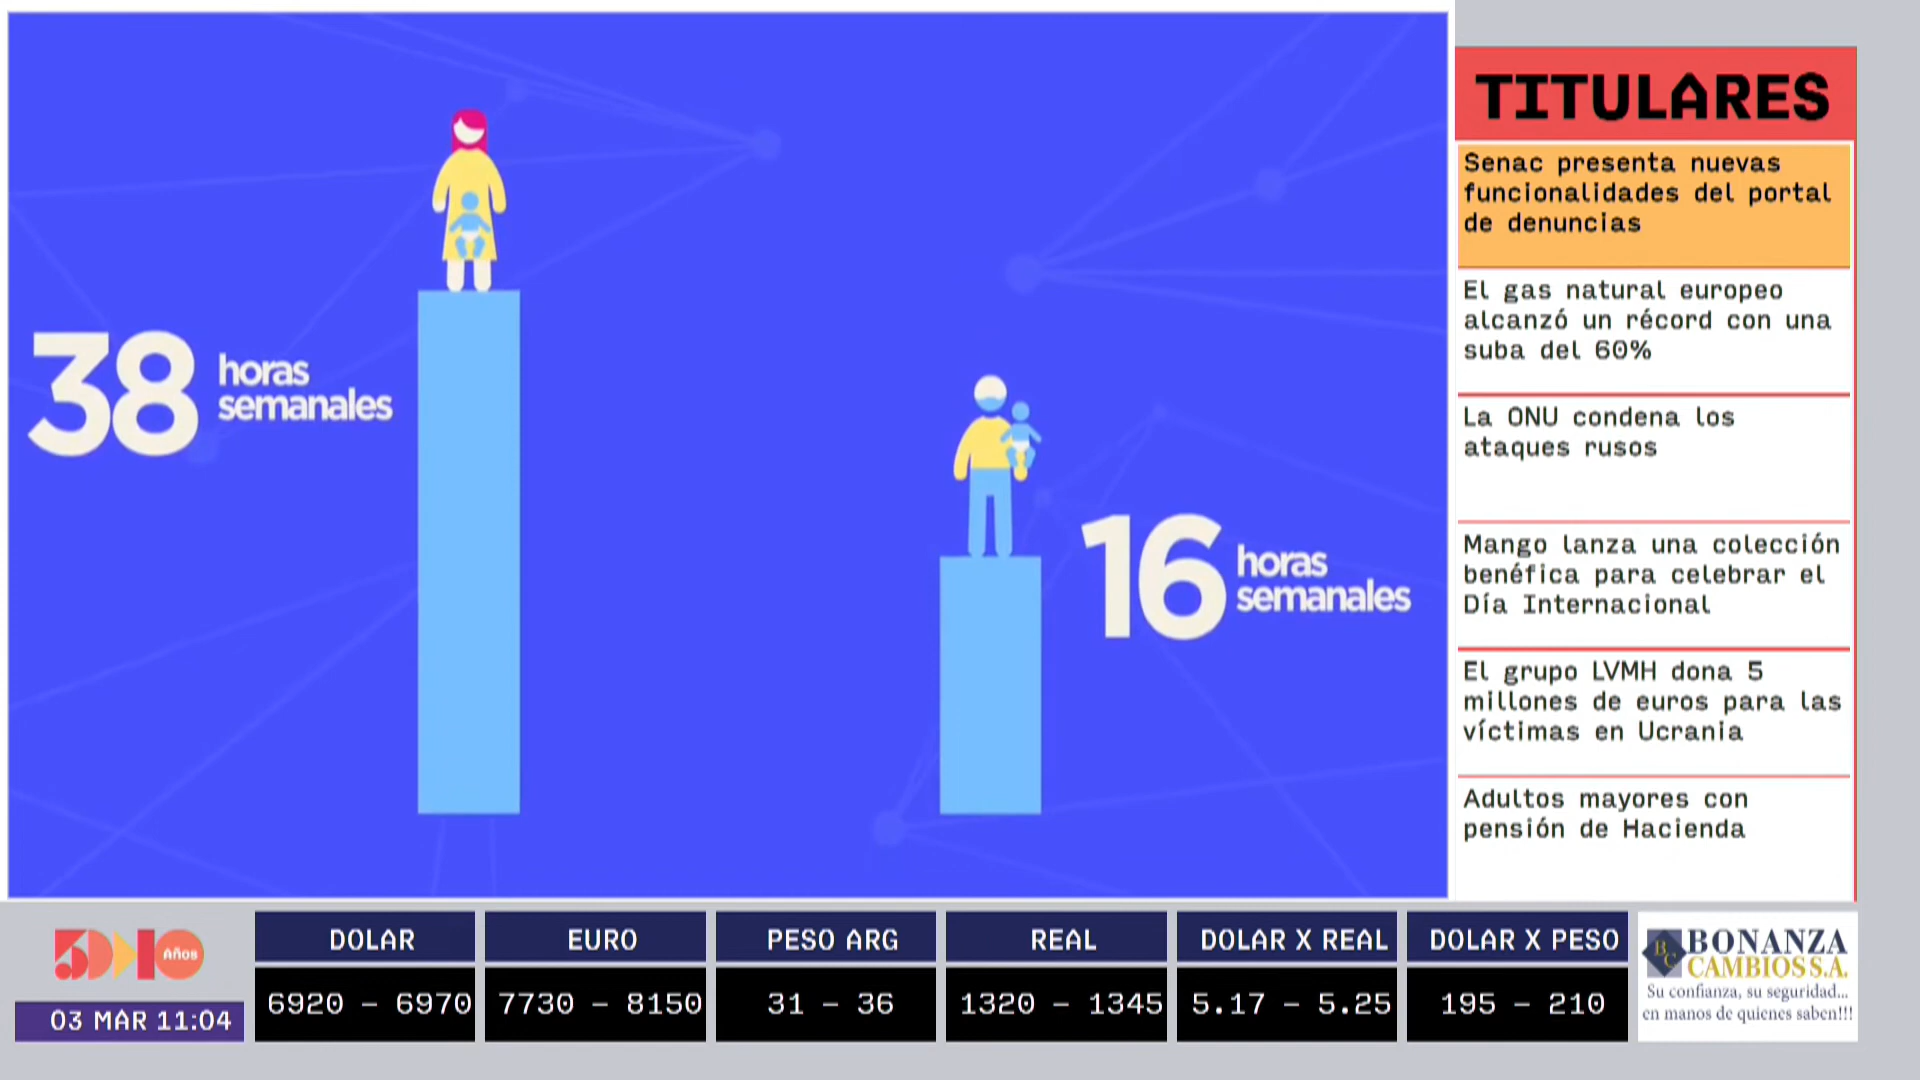 38
horas
semanales
16
horas
semanales
TITULARES
Senac presenta nuevas
funcionalidades del portal
de denuncias
El gas natural europeo
alcanzó un récord con una
suba del 60%
La ONU condena los
ataques rusos
Mango lanza una colección
benéfica para celebrar el
Día Internacional
El grupo LVMH dona 5
millones de euros para las
víctimas en Ucrania
Adultos mayores con
pensión de Hacienda
5D 10 Años
03 MAR 11:04
DOLAR
6920 - 6970
EURO
7730 - 8150
PESO ARG
31 - 36
REAL
1320 - 1345
DOLAR X REAL
5.17 - 5.25
DOLAR X PESO
195 - 210
BC
BONANZA
CAMBIOS S.A.
Su confianza, su seguridad...
en manos de quienes saben!!!